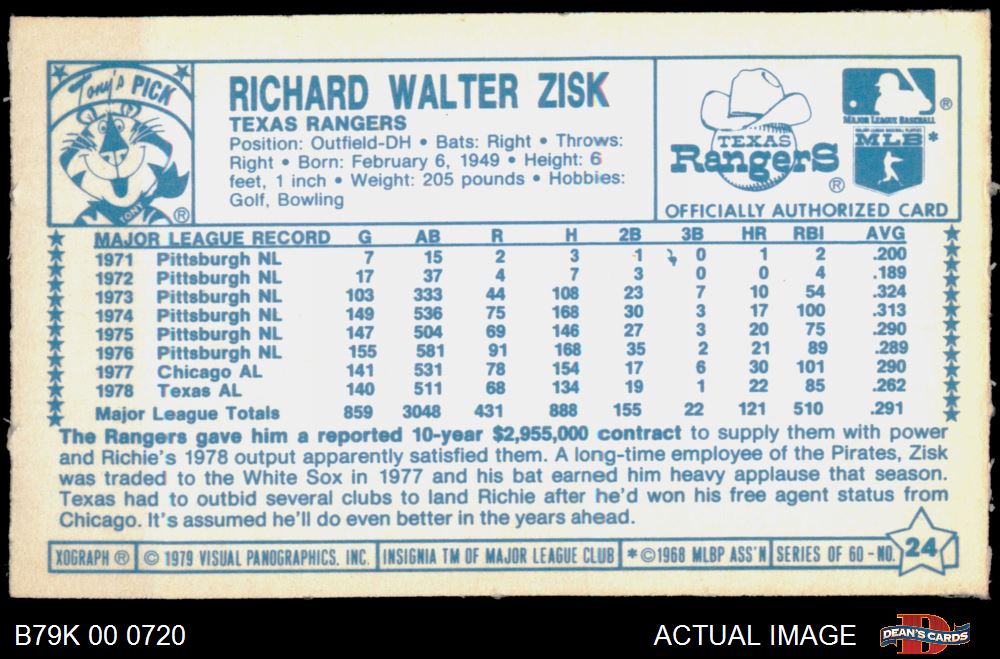 Tony's PICK
TONY
®
RICHARD WALTER ZISK
TEXAS RANGERS
Position: Outfield-DH • Bats: Right • Throws:
Right • Born: February 6, 1949 • Height: 6
feet, 1 inch • Weight: 205 pounds • Hobbies:
Golf, Bowling
TEXAS
Rangers
®
®
MAJOR LEAGUE BASEBALL
MAJOR LEAGUE BASEBALL PLAYERS
MLB *
OFFICIALLY AUTHORIZED CARD
MAJOR LEAGUE RECORD G AB R H 2B 3B HR RBI AVG
1971 Pittsburgh NL 7 15 2 3 1 0 1 2 .200
1972 Pittsburgh NL 17 37 4 7 3 0 0 4 .189
1973 Pittsburgh NL 103 333 44 108 23 7 10 54 .324
1974 Pittsburgh NL 149 536 75 168 30 3 17 100 .313
1975 Pittsburgh NL 147 504 69 146 27 3 20 75 .290
1976 Pittsburgh NL 155 581 91 168 35 2 21 89 .289
1977 Chicago AL 141 531 78 154 17 6 30 101 290
1978 Texas AL 140 511 68 134 19 1 22 85 .262
Major League Totals 859 3048 431 888 155 22 121 510 .291
The Rangers gave him a reported 10-year $2,955,000 contract to supply them with power
and Richie's 1978 output apparently satisfied them. A long-time employee of the Pirates, Zisk
was traded to the White Sox in 1977 and his bat earned him heavy applause that season.
Texas had to outbid several clubs to land Richie after he'd won his free agent status from
Chicago. It's assumed he'll do even better in the years ahead.
XOGRAPH ® © 1979 VISUAL PANOGRAPHICS, INC. INSIGNIA TM OF MAJOR LEAGUE CLUB *©1968 MLBP ASS'N SERIES OF 60 - NO. 24
B79K 00 0720
ACTUAL IMAGE
DEAN'S CARDS